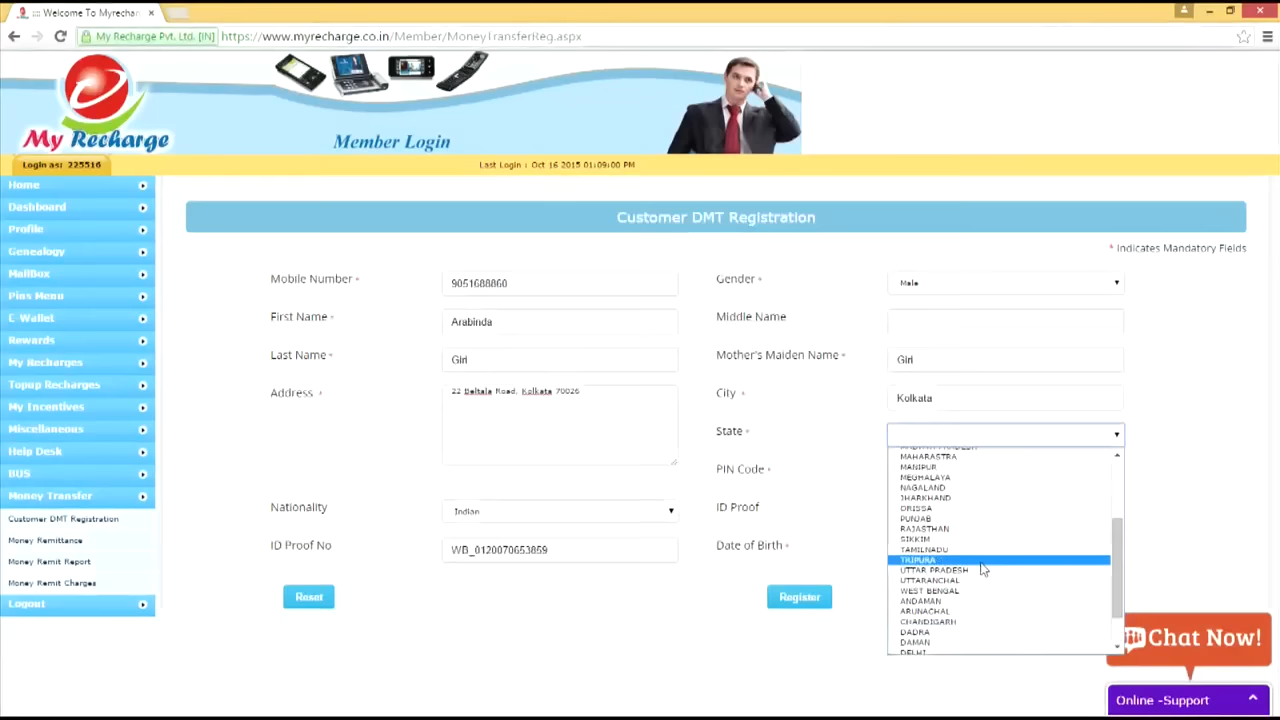 :::: Welcome To Myrechar
My Recharge Pvt. Ltd. [IN]
https://www.myrecharge.co.in/Member/MoneyTransferReg.aspx
My Recharge
Member Login
Login as: 225516
Last Login : Oct 16 2015 01:09:00 PM
Home
Dashboard
Profile
Genealogy
MailBox
Pins Menu
E-Wallet
Rewards
My Recharges
Topup Recharges
My Incentives
Miscellaneous
Help Desk
BUS
Money Transfer
Customer DMT Registration
Money Remittance
Money Remit Report
Money Remit Charges
Logout
Customer DMT Registration
* Indicates Mandatory Fields
Mobile Number * 9051688860
Gender * Male
First Name * Arabinda
Middle Name
Last Name * Giri
Mother's Maiden Name * Giri
Address * 22 Beltala Road, Kolkata 70026
City * Kolkata
State *
PIN Code *
Nationality Indian
ID Proof
ID Proof No WB_0120070653859
Date of Birth *
MAHARASTRA
MANIPUR
MEGHALAYA
NAGALAND
JHARKHAND
ORISSA
PUNJAB
RAJASTHAN
SIKKIM
TAMILNADU
TRIPURA
UTTAR PRADESH
UTTARANCHAL
WEST BENGAL
ANDAMAN
ARUNACHAL
CHANDIGARH
DADRA
DAMAN
DELHI
Reset
Register
Chat Now!
Online -Support